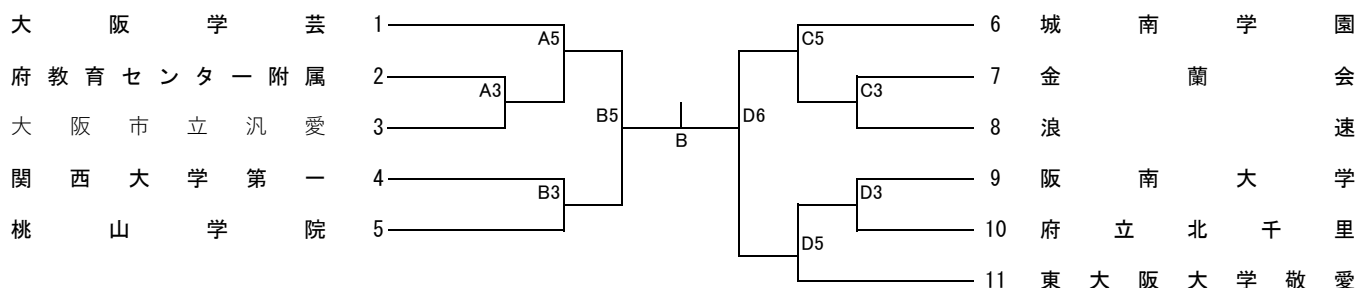 大阪学芸 1
A5
府教育センター附属 2
A3
大阪市立汎愛 3
B5
関西大学第一 4
B3
桃山学院 5
B
6 城南学園
C5
7 金蘭会
C3
8 浪速
D6
9 阪南大学
D3
10 府立北千里
D5
11 東大阪大学敬愛